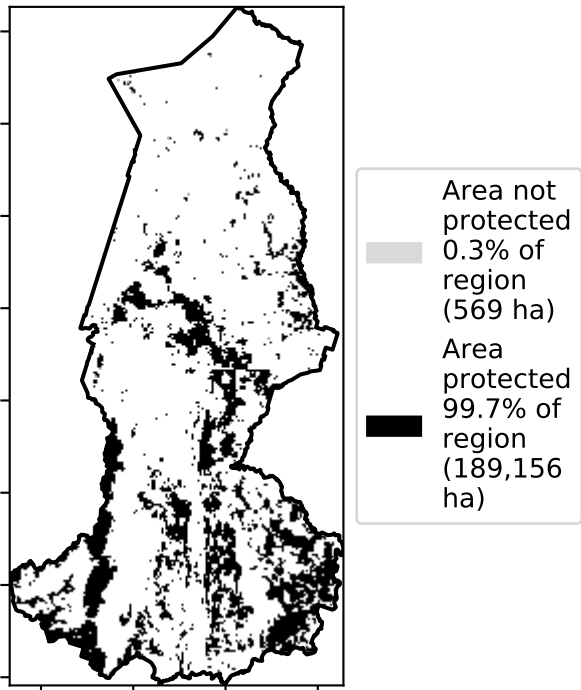 Area not
protected
0.3% of
region
(569 ha)
Area
protected
99.7% of
region
(189,156
ha)